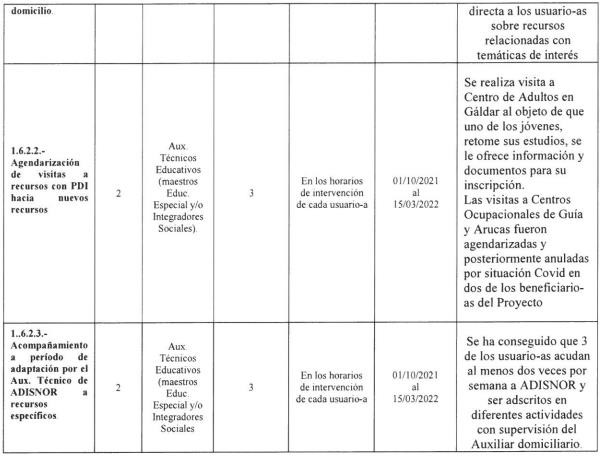 domicilio.
directa a los usuario-as
sobre recursos
relacionadas con
temáticas de interés
1.6.2.2.-
Agendarización
de visitas a
recursos con PDI
hacia nuevos
recursos
2
Aux.
Técnicos
Educativos
(maestros
Educ.
Especial y/o
Integradores
Sociales).
3
En los horarios
de intervención
de cada usuario-a
01/10/2021
al
15/03/2022
Se realiza visita a
Centro de Adultos en
Gáldar al objeto de que
uno de los jóvenes,
retome sus estudios, se
le ofrece información y
documentos para su
inscripción.
Las visitas a Centros
Ocupacionales de Guía
y Arucas fueron
agendarizadas y
posteriormente anuladas
por situación Covid en
dos de los beneficiario-
as del Proyecto
1..6.2.3.-
Acompañamiento
a período de
adaptación por el
Aux. Técnico de
ADISNOR a
recursos
específicos
2
Aux.
Técnicos
Educativos
(maestros
Educ.
Especial y/o
Integradores
Sociales
3
En los horarios
de intervención
de cada usuario-a
01/10/2021
al
15/03/2022
Se ha conseguido que 3
de los usuario-as acudan
al menos dos veces por
semana a ADISNOR y
ser adscritos en
diferentes actividades
con supervisión del
Auxiliar domiciliario.